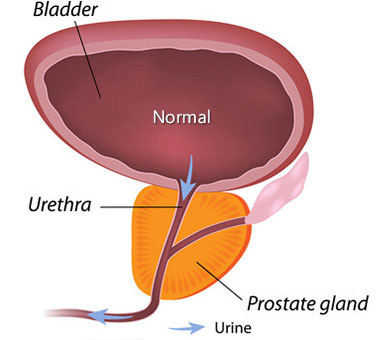 Bladder
Normal
Urethra
Prostate gland
Urine